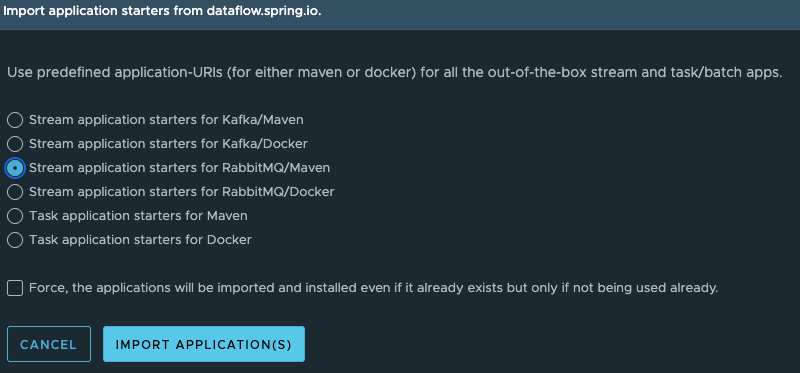 Import application starters from dataflow.spring.io.
Use predefined application-URIs (for either maven or docker) for all the out-of-the-box stream and task/batch apps.
Stream application starters for Kafka/Maven
Stream application starters for Kafka/Docker
Stream application starters for RabbitMQ/Maven
Stream application starters for RabbitMQ/Docker
Task application starters for Maven
Task application starters for Docker
Force, the applications will be imported and installed even if it already exists but only if not being used already.
CANCEL IMPORT APPLICATION(S)